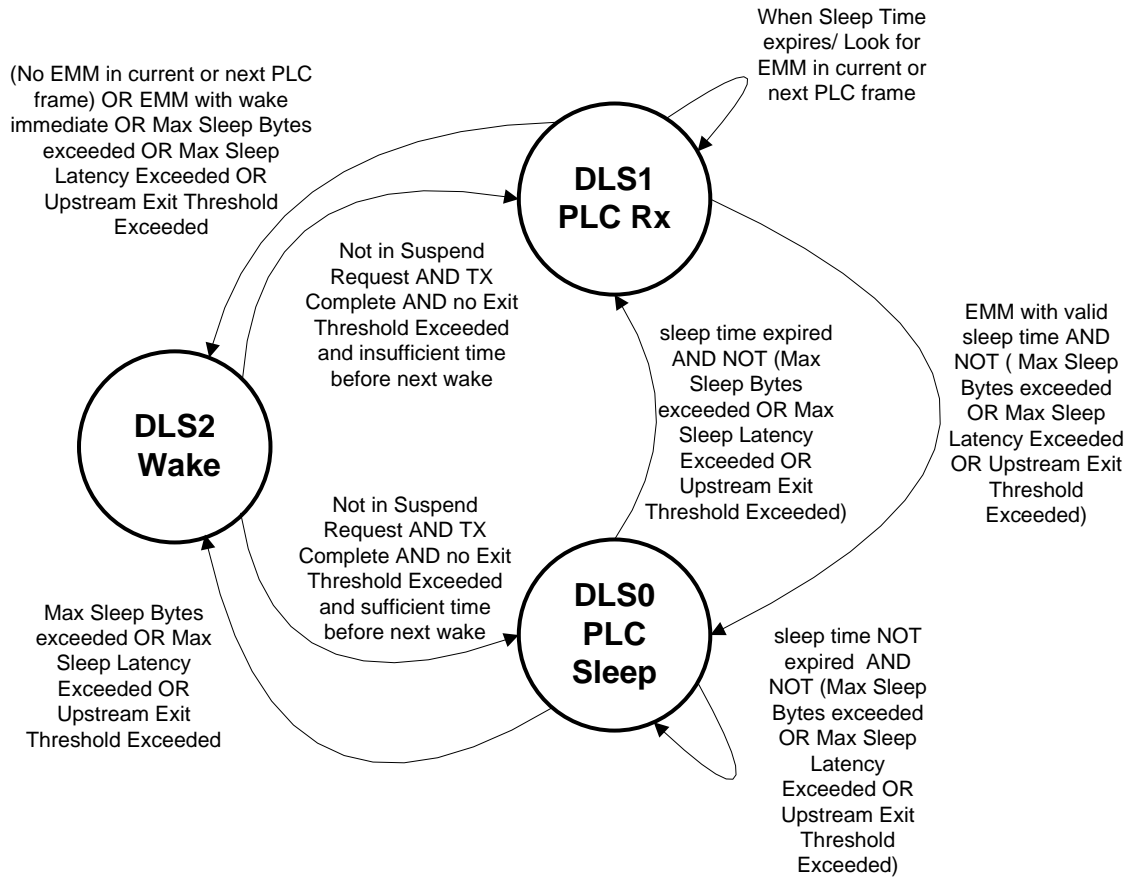 When Sleep Time
expires/ Look for
EMM in current or
next PLC frame
(No EMM in current or next PLC
frame) OR EMM with wake
immediate OR Max Sleep Bytes
exceeded OR Max Sleep
Latency Exceeded OR
Upstream Exit Threshold
Exceeded
DLS1
PLC Rx
Not in Suspend
Request AND TX
Complete AND no Exit
Threshold Exceeded
and insufficient time
before next wake
sleep time expired
AND NOT (Max
Sleep Bytes
exceeded OR Max
Sleep Latency
Exceeded OR
Upstream Exit
Threshold Exceeded)
EMM with valid
sleep time AND
NOT ( Max Sleep
Bytes exceeded
OR Max Sleep
Latency Exceeded
OR Upstream Exit
Threshold
Exceeded)
DLS2
Wake
Not in Suspend
Request AND TX
Complete AND no Exit
Threshold Exceeded
and sufficient time
before next wake
DLS0
PLC
Sleep
Max Sleep Bytes
exceeded OR Max
Sleep Latency
Exceeded OR
Upstream Exit
Threshold Exceeded
sleep time NOT
expired AND
NOT (Max Sleep
Bytes exceeded
OR Max Sleep
Latency
Exceeded OR
Upstream Exit
Threshold
Exceeded)